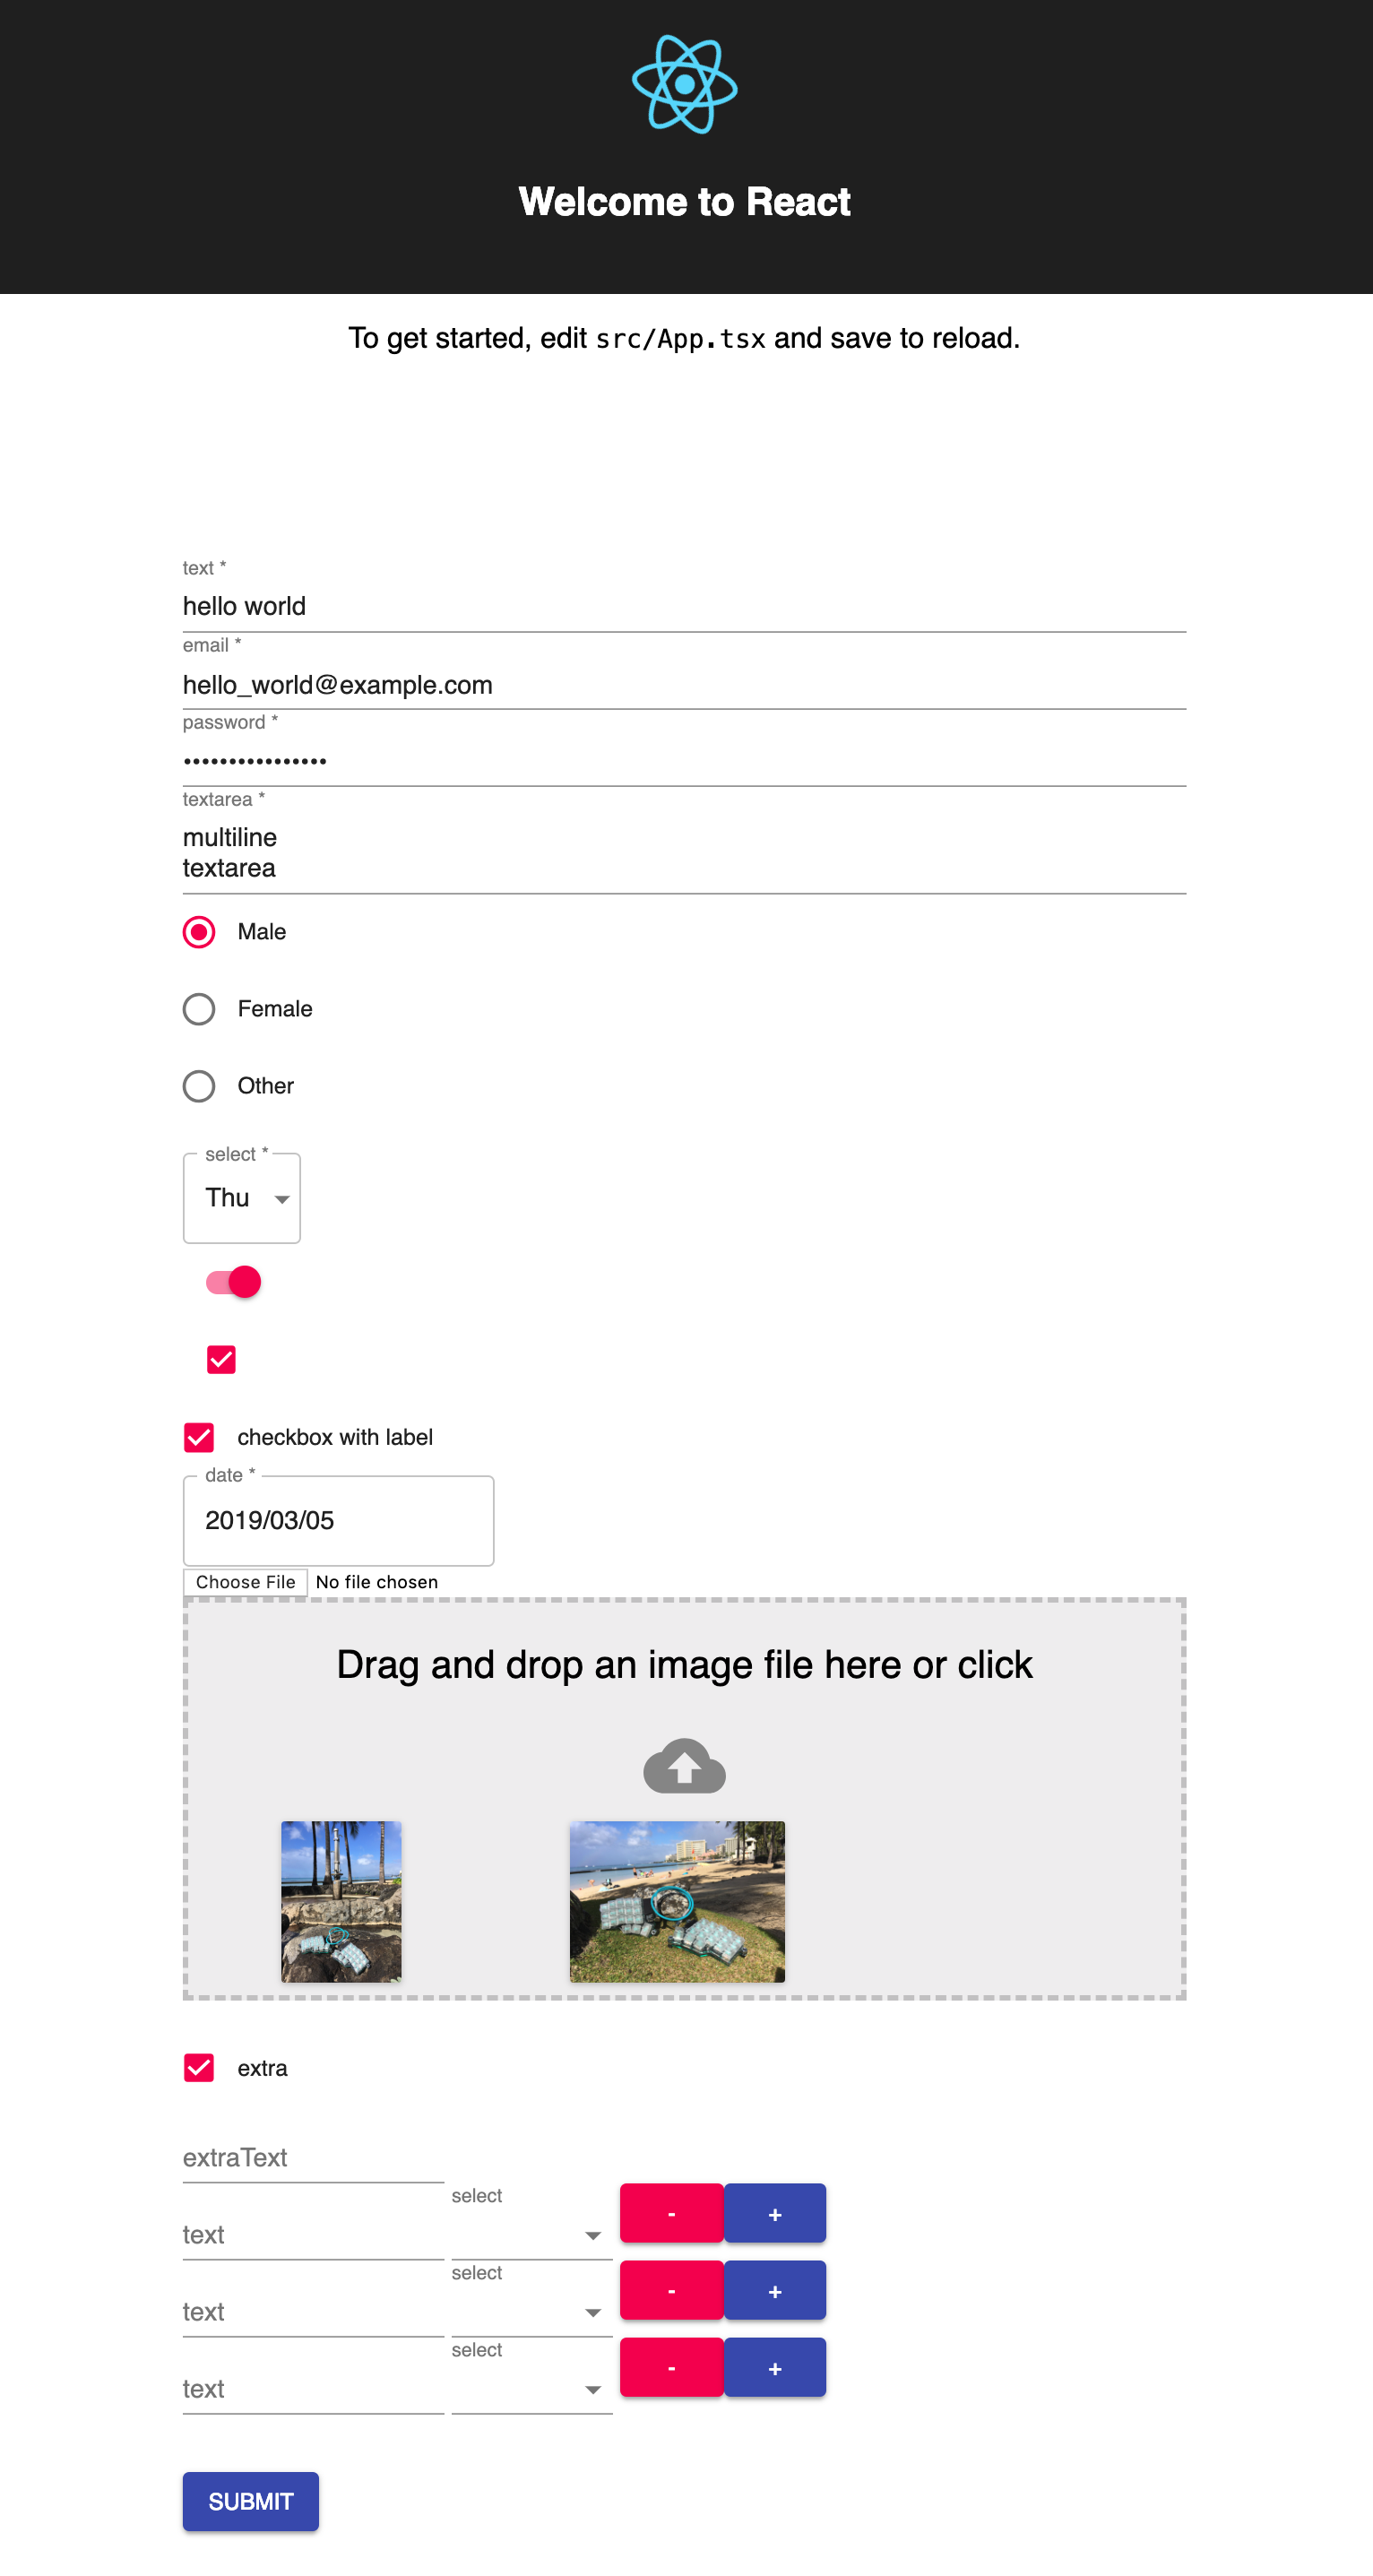 Welcome to React
To get started, edit src/App.tsx and save to reload.
text *
hello world
email *
hello_world@example.com
password *
••••••••••••••••
textarea *
multiline
textarea
Male
Female
Other
select *
Thu
checkbox with label
date *
2019/03/05
Choose File No file chosen
Drag and drop an image file here or click
extra
extraText
select
text - +
select
text - +
select
text - +
SUBMIT